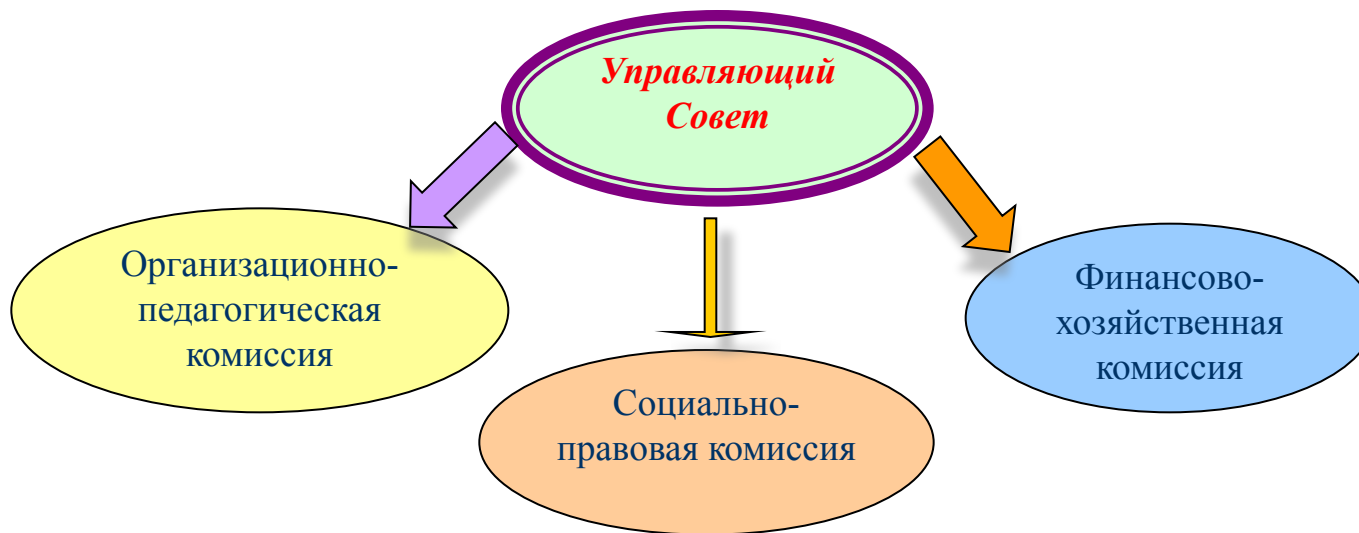 Управляющий
Совет
Организационно-
педагогическая
комиссия
Социально-
правовая комиссия
Финансово-
хозяйственная
комиссия